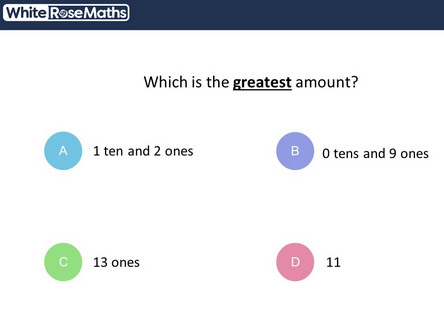 White Rose Maths
Which is the greatest amount?
A 1 ten and 2 ones
B 0 tens and 9 ones
C 13 ones
D 11